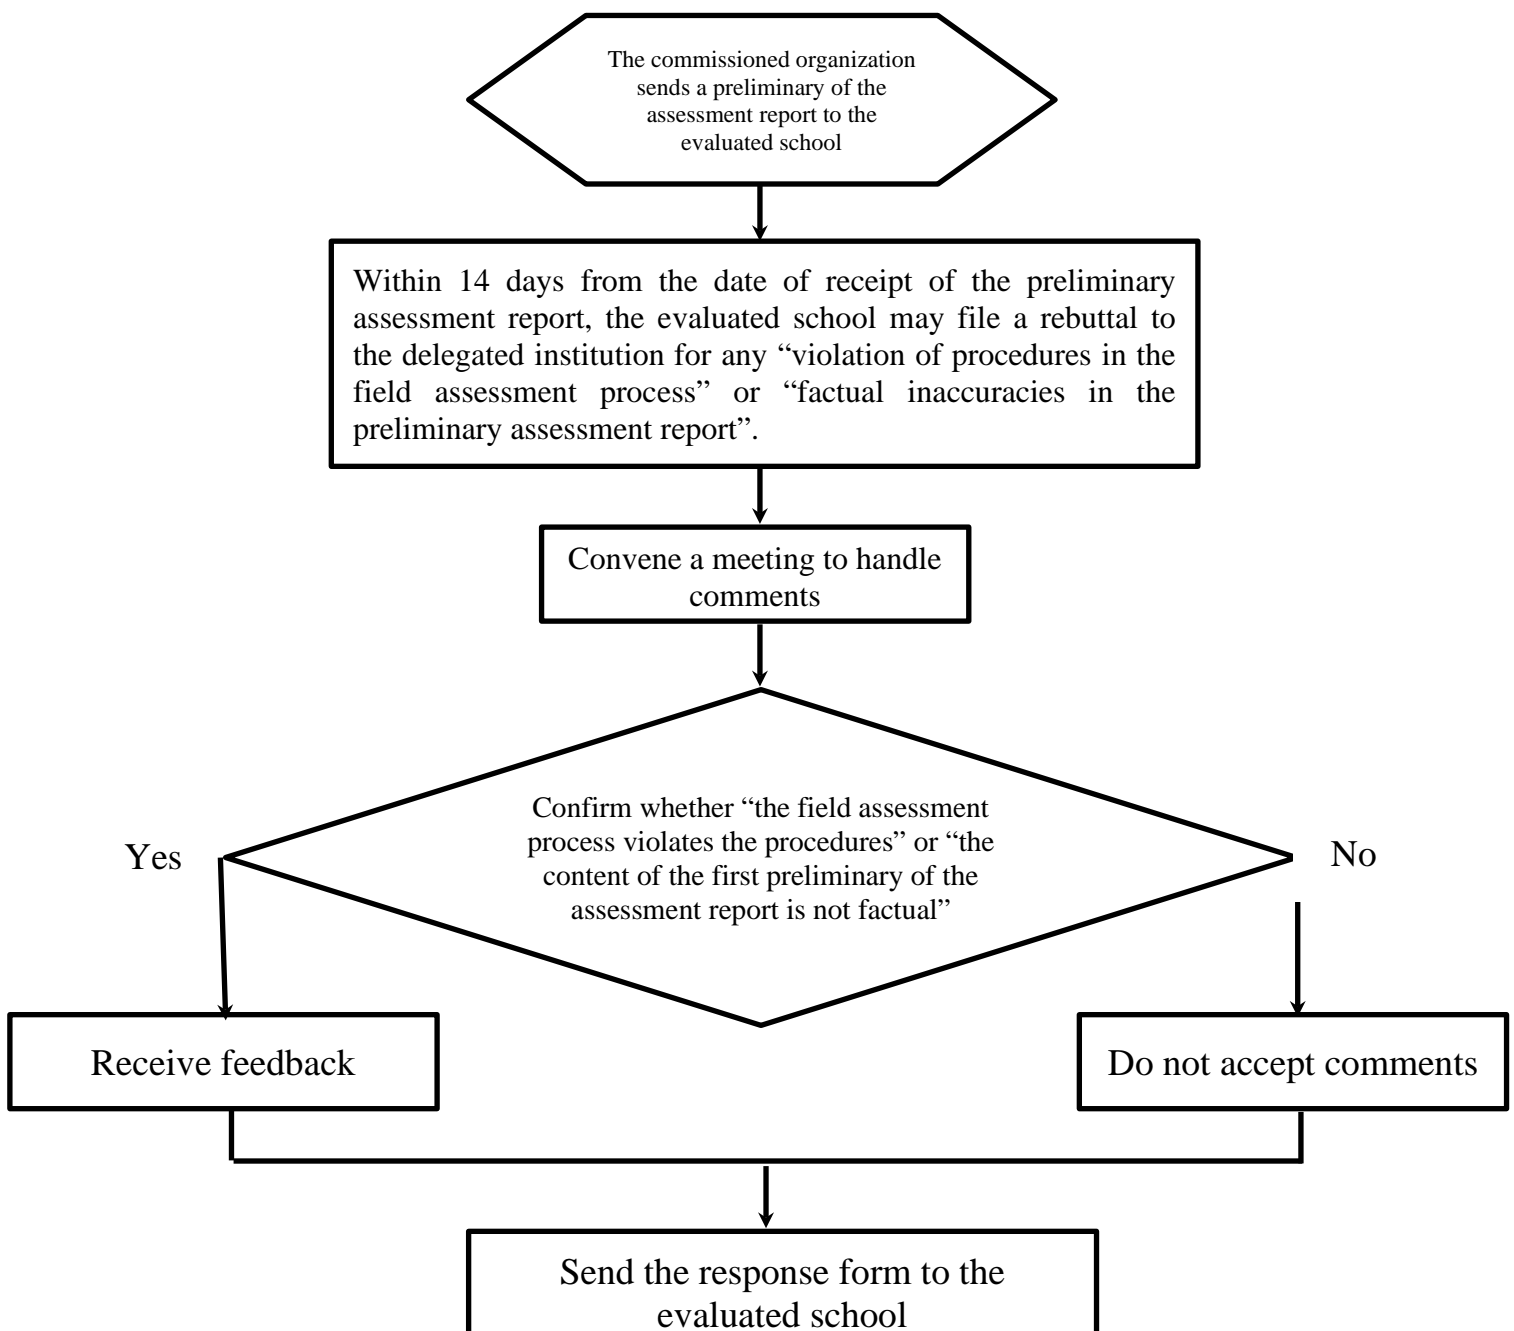 The commissioned organization
sends a preliminary of the
assessment report to the
evaluated school
Within 14 days from the date of receipt of the preliminary
assessment report, the evaluated school may file a rebuttal to
the delegated institution for any “violation of procedures in the
field assessment process” or “factual inaccuracies in the
preliminary assessment report”.
Convene a meeting to handle
comments
Confirm whether “the field assessment
process violates the procedures” or “the
content of the first preliminary of the
assessment report is not factual”
Yes
No
Receive feedback
Do not accept comments
Send the response form to the
evaluated school